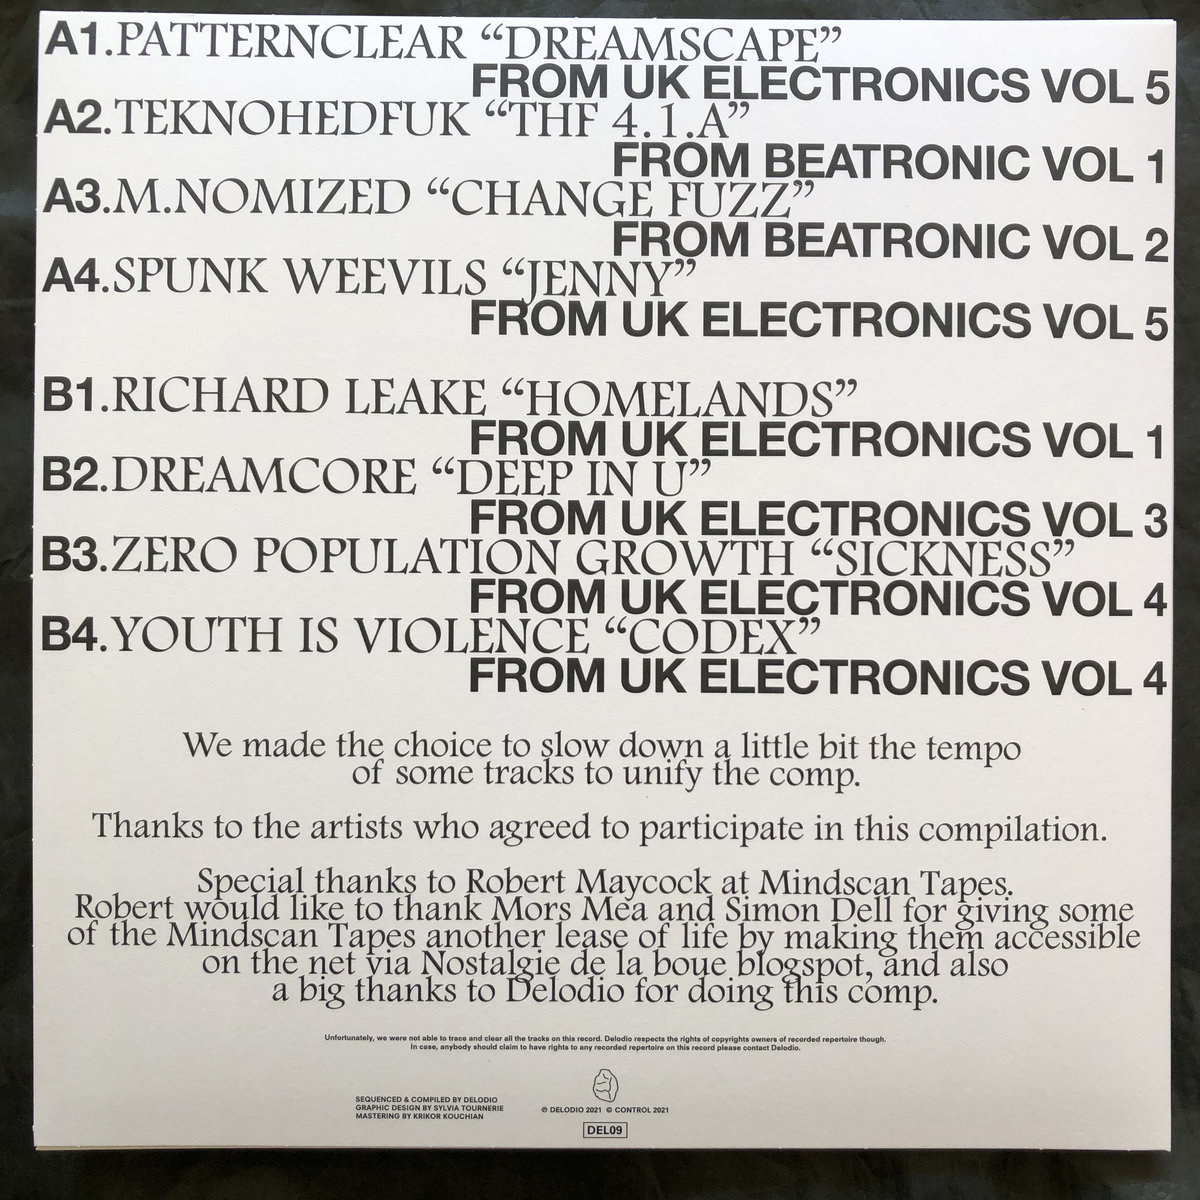 A1.PATTERNCLEAR “DREAMSCAPE”
FROM UK ELECTRONICS VOL 5
A2.TEKNOHEDFUK “THF 4.1.A”
FROM BEATRONIC VOL 1
A3.M.NOMIZED “CHANGE FUZZ”
FROM BEATRONIC VOL 2
A4.SPUNK WEEVILS “JENNY”
FROM UK ELECTRONICS VOL 5
B1.RICHARD LEAKE “HOMELANDS”
FROM UK ELECTRONICS VOL 1
B2.DREAMCORE “DEEP IN U”
FROM UK ELECTRONICS VOL 3
B3.ZERO POPULATION GROWTH “SICKNESS”
FROM UK ELECTRONICS VOL 4
B4.YOUTH IS VIOLENCE “CODEX”
FROM UK ELECTRONICS VOL 4
We made the choice to slow down a little bit the tempo
of some tracks to unify the comp.
Thanks to the artists who agreed to participate in this compilation.
Special thanks to Robert Maycock at Mindscan Tapes.
Robert would like to thank Mors Mea and Simon Dell for giving some
of the Mindscan Tapes another lease of life by making them accessible
on the net via Nostalgie de la boue blogspot, and also
a big thanks to Delodio for doing this comp.
Unfortunately, we were not able to trace and clear all the tracks on this record. Delodio respects the rights of copyrights owners of recorded repertoire though.
In case, anybody should claim to have rights to any recorded repertoire on this record please contact Delodio.
SEQUENCED & COMPILED BY DELODIO
GRAPHIC DESIGN BY SYLVIA TOURNERIE
MASTERING BY KRIKOR KOUCHIAN
℗ DELODIO 2021 © CONTROL 2021
DEL09